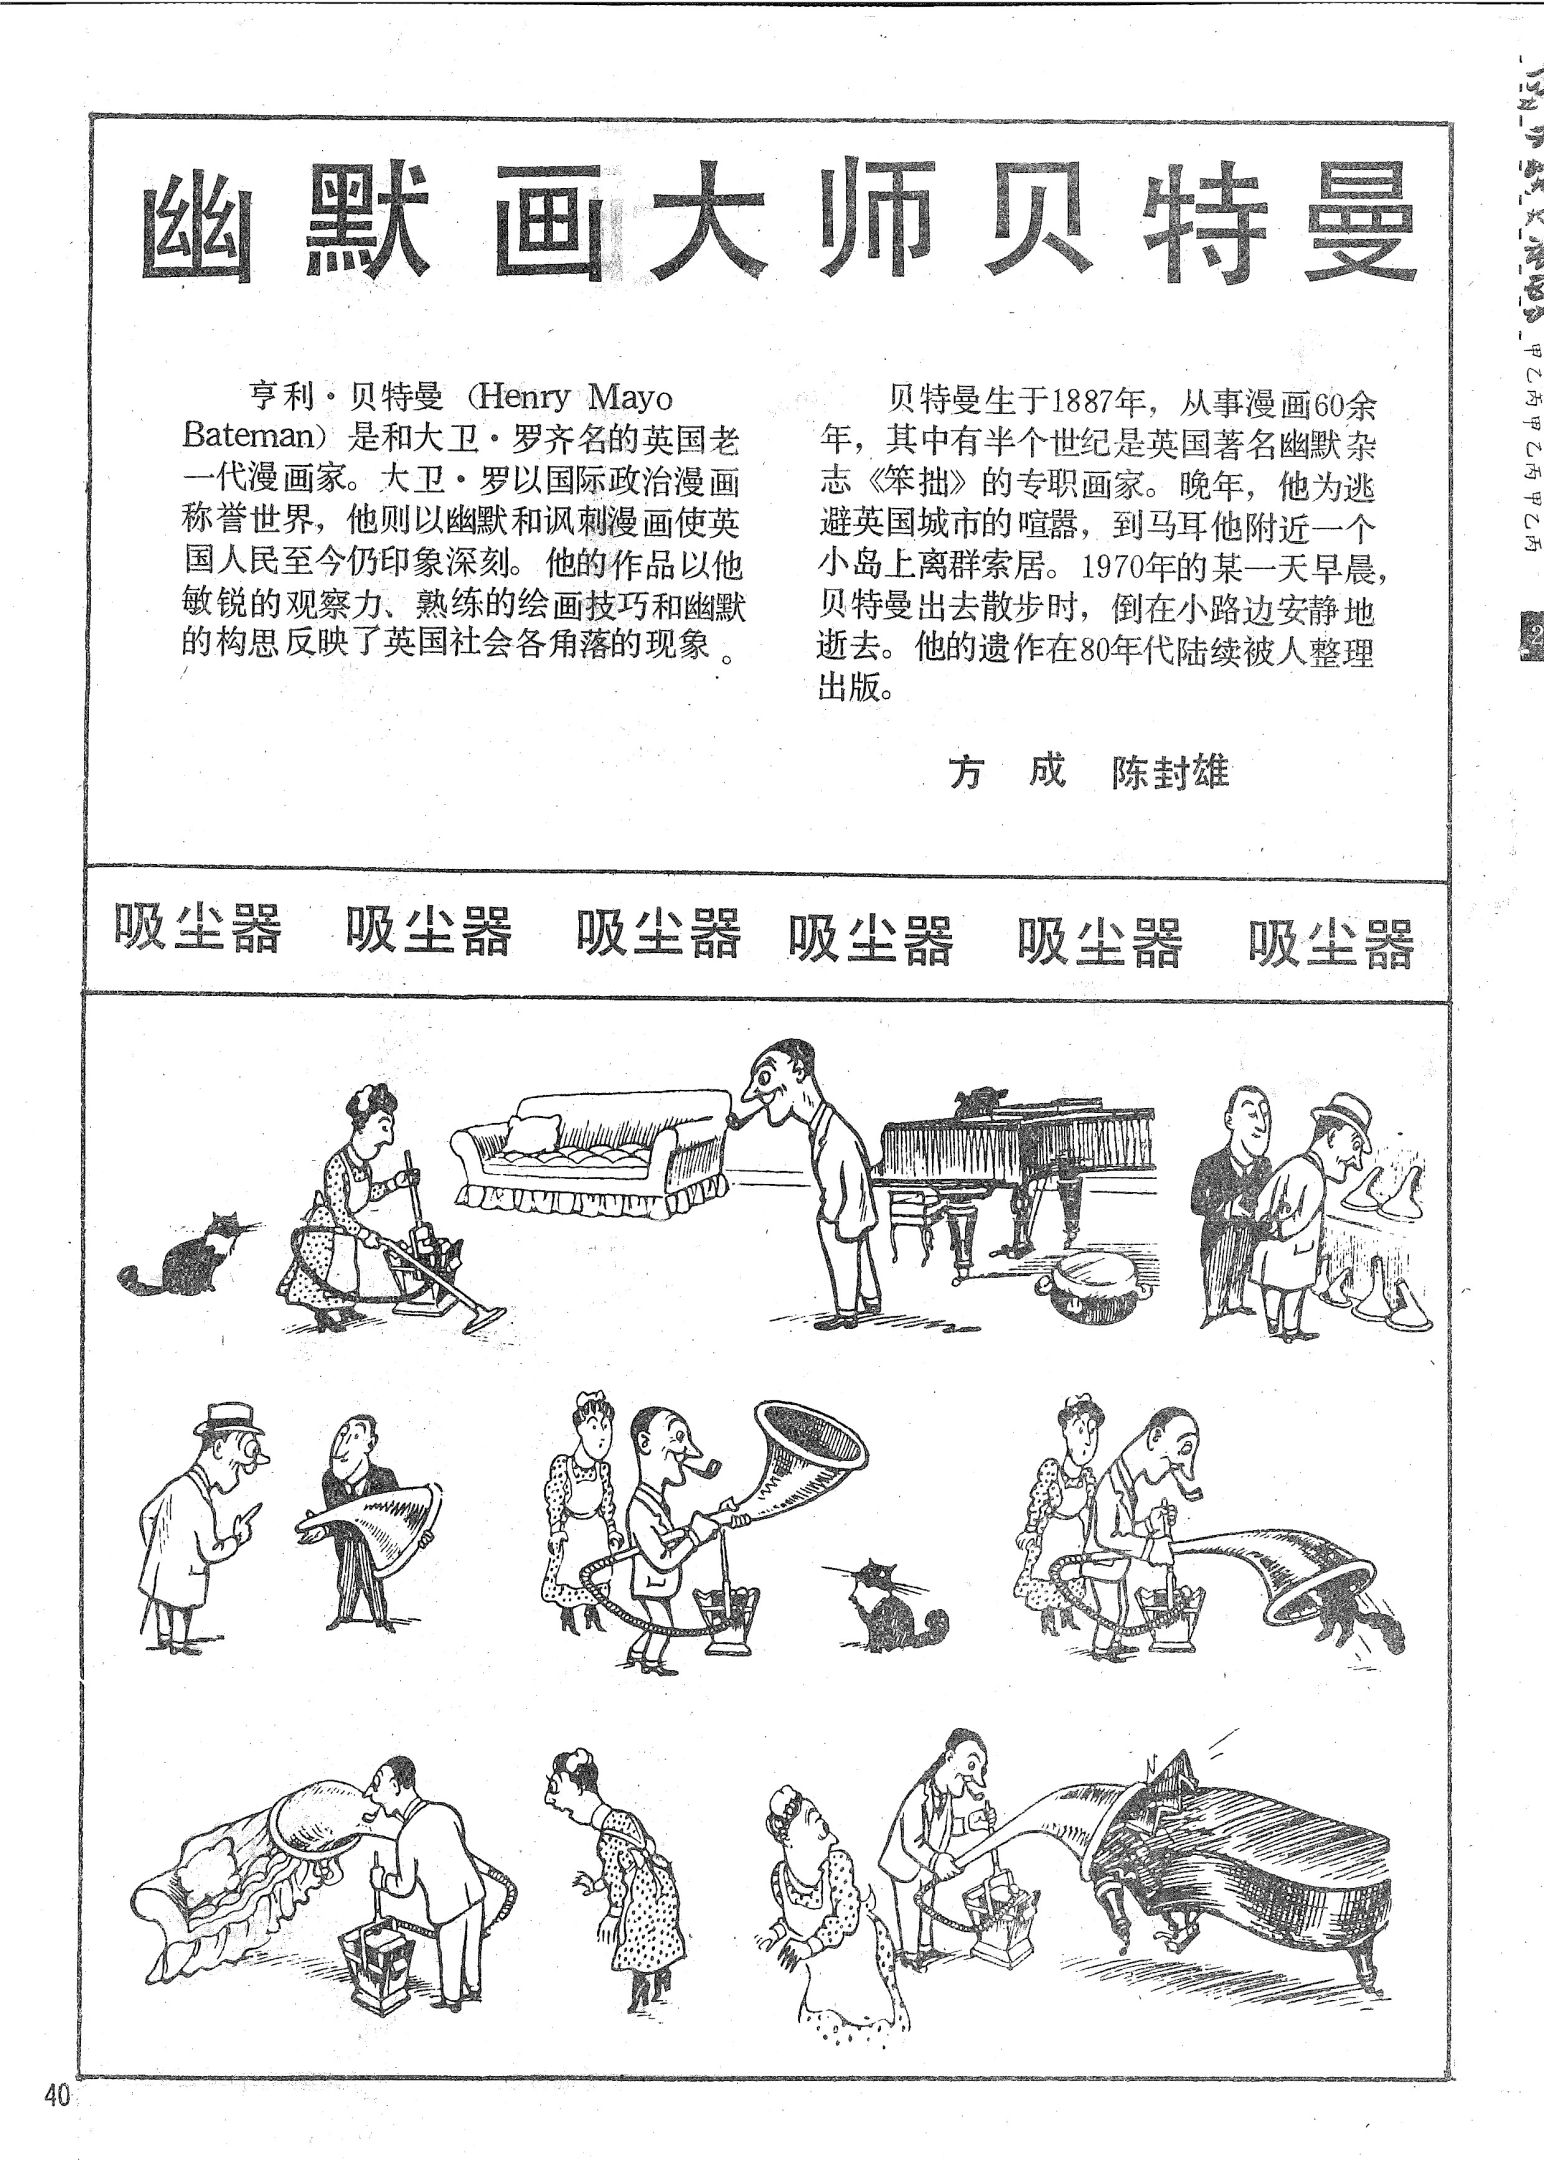 幽默画大师贝特曼
亨利·贝特曼（Henry Mayo
Bateman）是和大卫·罗齐名的英国老
一代漫画家。大卫·罗以国际政治漫画
称誉世界，他则以幽默和讽刺漫画使英
国人民至今仍印象深刻。他的作品以他
敏锐的观察力、熟练的绘画技巧和幽默
的构思反映了英国社会各角落的现象。
贝特曼生于1887年，从事漫画60余
年，其中有半个世纪是英国著名幽默杂
志《笨拙》的专职画家。晚年，他为逃
避英国城市的喧嚣，到马耳他附近一个
小岛上离群索居。1970年的某一天早晨，
贝特曼出去散步时，倒在小路边安静地
逝去。他的遗作在80年代陆续被人整理
出版。
方 成 陈封雄
吸尘器 吸尘器 吸尘器 吸尘器 吸尘器 吸尘器
40
甲乙丙甲乙丙甲乙丙
2